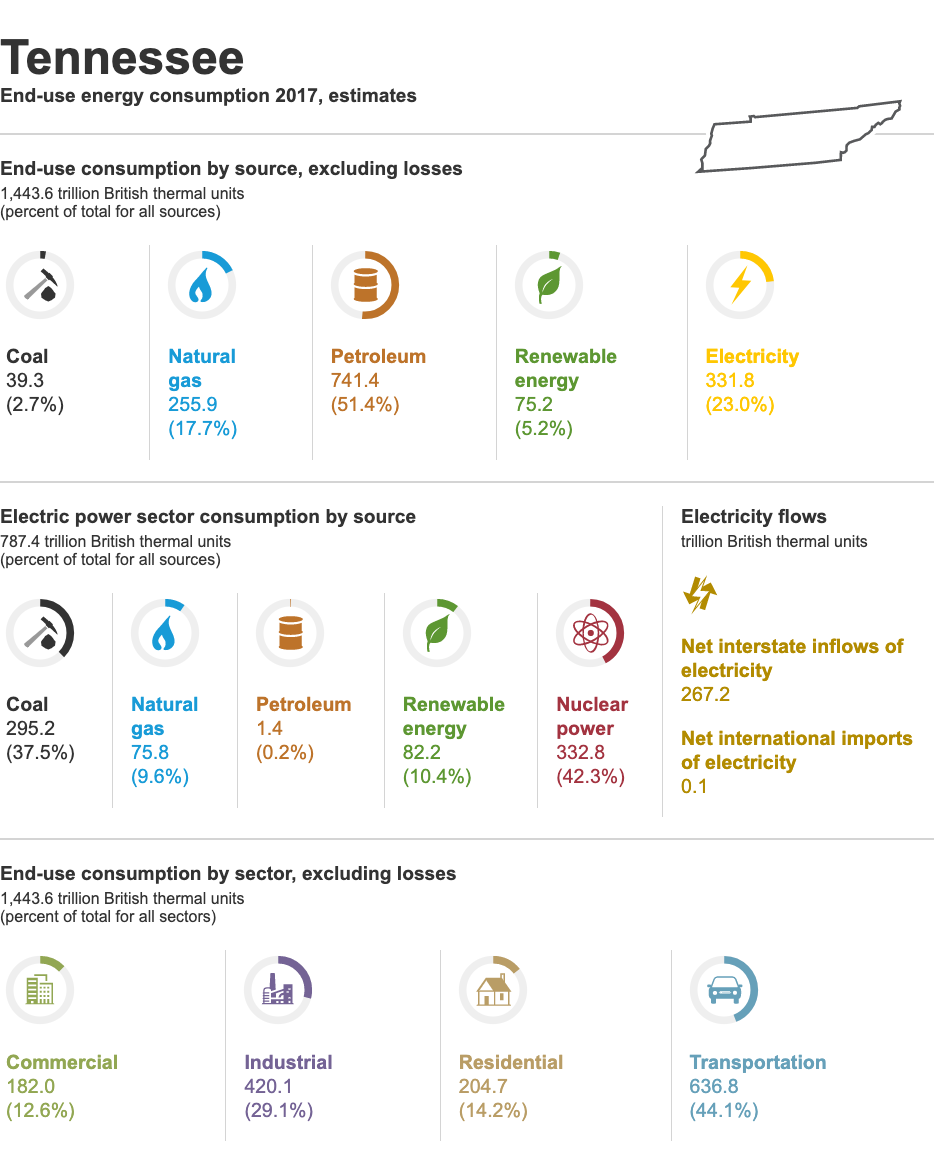 Tennessee
End-use energy consumption 2017, estimates
End-use consumption by source, excluding losses
1,443.6 trillion British thermal units
(percent of total for all sources)
Coal
39.3
(2.7%)
Natural
gas
255.9
(17.7%)
Petroleum
741.4
(51.4%)
Renewable
energy
75.2
(5.2%)
Electricity
331.8
(23.0%)
Electric power sector consumption by source
787.4 trillion British thermal units
(percent of total for all sources)
Coal
295.2
(37.5%)
Natural
gas
75.8
(9.6%)
Petroleum
1.4
(0.2%)
Renewable
energy
82.2
(10.4%)
Nuclear
power
332.8
(42.3%)
Electricity flows
trillion British thermal units
Net interstate inflows of
electricity
267.2
Net international imports
of electricity
0.1
End-use consumption by sector, excluding losses
1,443.6 trillion British thermal units
(percent of total for all sectors)
Commercial
182.0
(12.6%)
Industrial
420.1
(29.1%)
Residential
204.7
(14.2%)
Transportation
636.8
(44.1%)